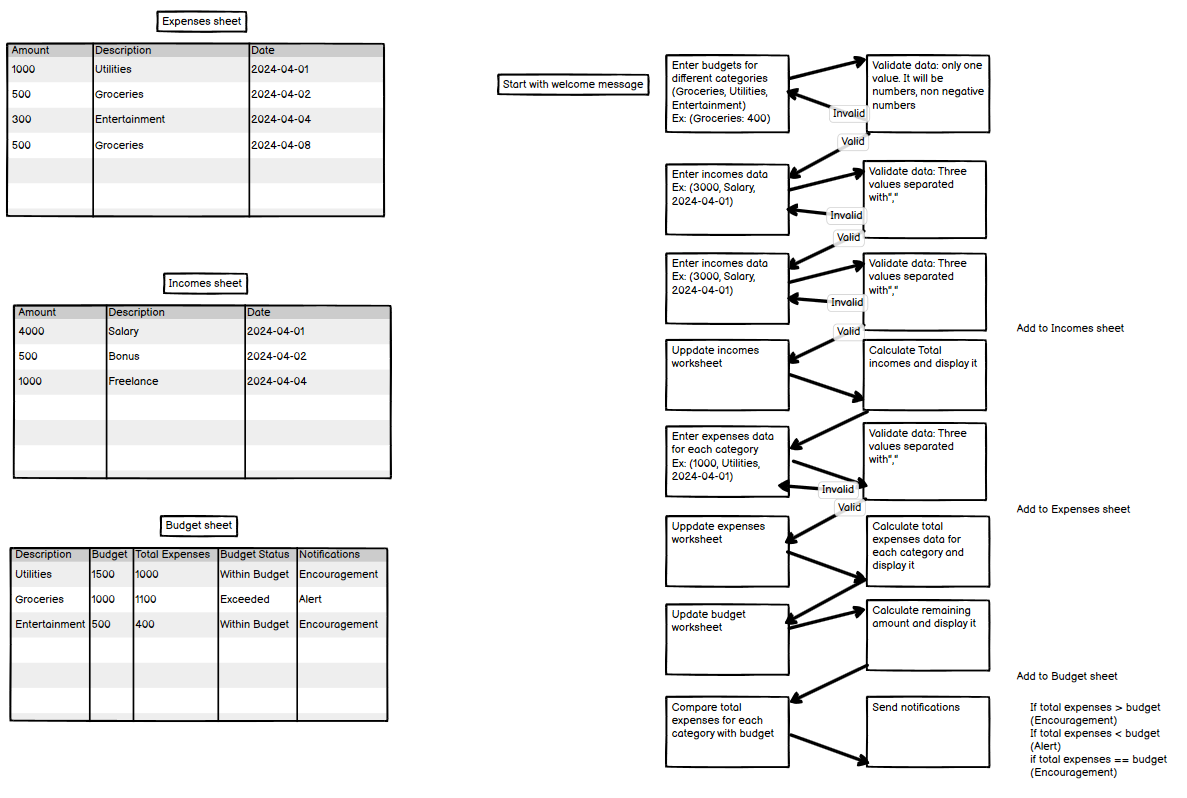 Expenses sheet
Amount Description Date
1000 Utilities 2024-04-01
500 Groceries 2024-04-02
300 Entertainment 2024-04-04
500 Groceries 2024-04-08
Incomes sheet
Amount Description Date
4000 Salary 2024-04-01
500 Bonus 2024-04-02
1000 Freelance 2024-04-04
Budget sheet
Description Budget Total Expenses Budget Status Notifications
Utilities 1500 1000 Within Budget Encouragement
Groceries 1000 1100 Exceeded Alert
Entertainment 500 400 Within Budget Encouragement
Start with welcome message
Enter budgets for
different categories
(Groceries, Utilities,
Entertainment)
Ex: (Groceries: 400)
Validate data: only one
value. It will be
numbers, non negative
numbers
Invalid
Valid
Enter incomes data
Ex: (3000, Salary,
2024-04-01)
Validate data: Three
values separated
with","
Invalid
Valid
Enter incomes data
Ex: (3000, Salary,
2024-04-01)
Validate data: Three
values separated
with","
Invalid
Valid
Add to Incomes sheet
Uppdate incomes
worksheet
Calculate Total
incomes and display it
Enter expenses data
for each category
Ex: (1000, Utilities,
2024-04-01)
Validate data: Three
values separated
with","
Invalid
Valid
Add to Expenses sheet
Uppdate expenses
worksheet
Calculate total
expenses data for
each category and
display it
Update budget
worksheet
Calculate remaining
amount and display it
Add to Budget sheet
Compare total
expenses for each
category with budget
Send notifications
If total expenses > budget
(Encouragement)
If total expenses < budget
(Alert)
if total expenses == budget
(Encouragement)